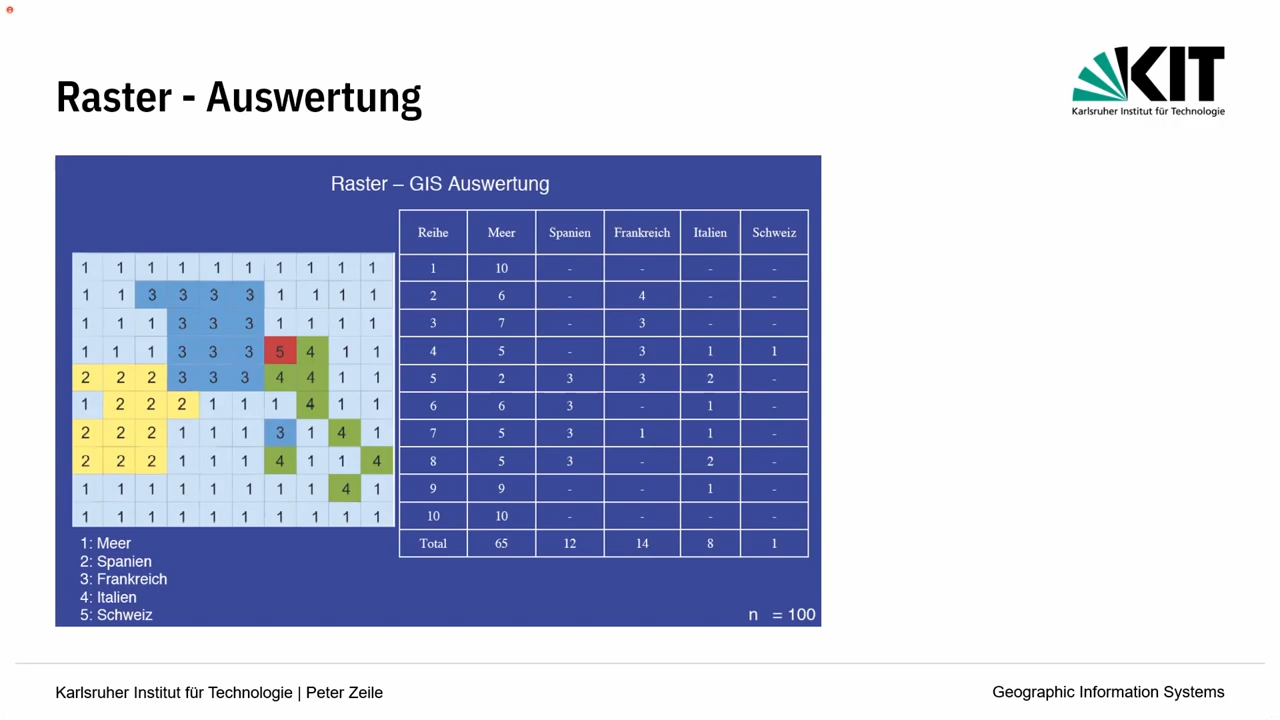 Raster - Auswertung
KIT
Karlsruher Institut für Technologie
Raster – GIS Auswertung
Reihe Meer Spanien Frankreich Italien Schweiz
1 1 1 1 1 1 1 1 1 1 1 10 - - - -
1 1 3 3 3 3 1 1 1 1 2 6 - 4 - -
1 1 1 3 3 3 1 1 1 1 3 7 - 3 - -
1 1 1 3 3 3 5 4 1 1 4 5 - 3 1 1
2 2 2 3 3 3 4 4 1 1 5 2 3 3 2 -
1 2 2 2 1 1 1 4 1 1 6 6 3 - 1 -
2 2 2 1 1 1 3 1 4 1 7 5 3 1 1 -
2 2 2 1 1 1 4 1 1 4 8 5 3 - 2 -
1 1 1 1 1 1 1 1 4 1 9 9 - - 1 -
1 1 1 1 1 1 1 1 1 1 10 10 - - - -
Total 65 12 14 8 1
1: Meer
2: Spanien
3: Frankreich
4: Italien
5: Schweiz
n = 100
Karlsruher Institut für Technologie | Peter Zeile
Geographic Information Systems